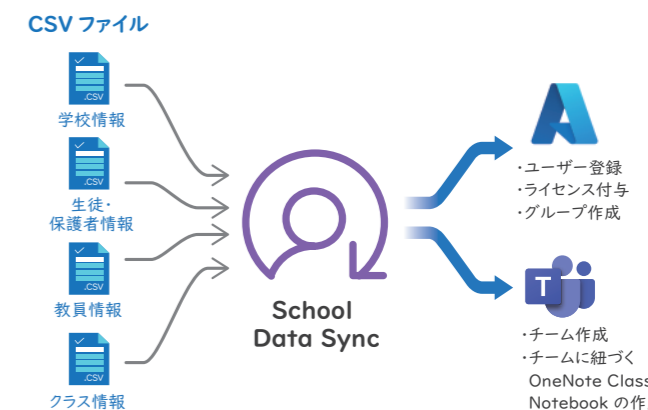 CSV ファイル
.CSV
学校情報
.CSV
生徒・
保護者情報
.CSV
教員情報
.CSV
クラス情報
School
Data Sync
・ユーザー登録
・ライセンス付与
・グループ作成
T
・チーム作成
・チームに紐づく
OneNote Class
Notebook の作